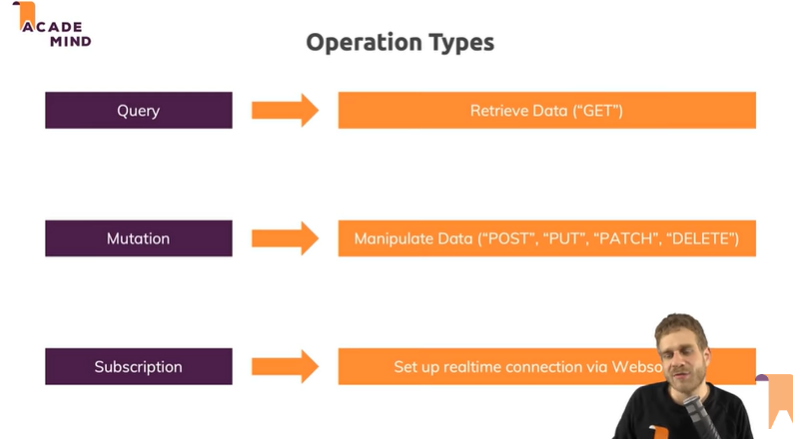 ACADE
MIND
Operation Types
Query
Retrieve Data (“GET”)
Mutation
Manipulate Data (“POST”, “PUT”, “PATCH”, “DELETE”)
Subscription
Set up realtime connection via